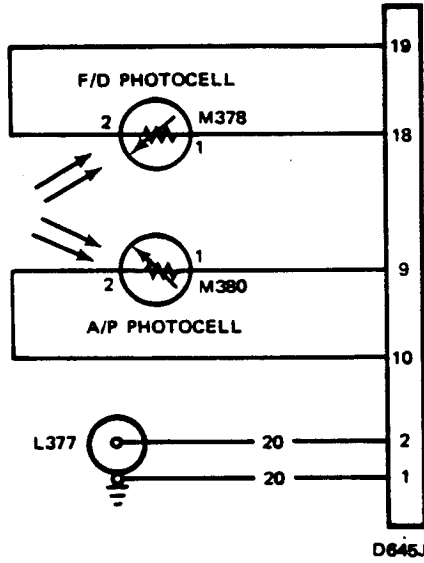 19
F/D PHOTOCELL
2
M378
1
18
1
9
2
M380
A/P PHOTOCELL
10
L377
20
2
20
1
D645J